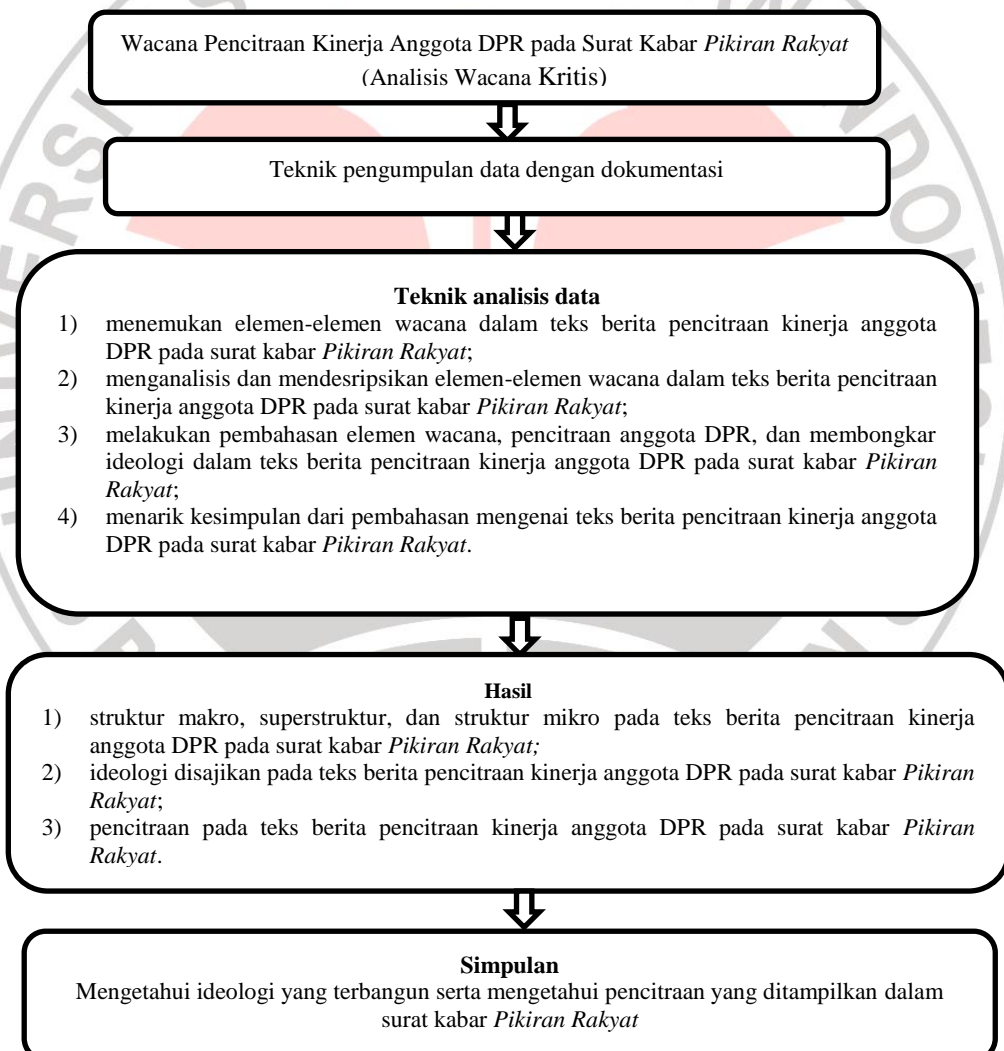 Wacana Pencitraan Kinerja Anggota DPR pada Surat Kabar Pikiran Rakyat
(Analisis Wacana Kritis)
Teknik pengumpulan data dengan dokumentasi
Teknik analisis data
1) menemukan elemen-elemen wacana dalam teks berita pencitraan kinerja anggota
DPR pada surat kabar Pikiran Rakyat;
2) menganalisis dan mendesripsikan elemen-elemen wacana dalam teks berita pencitraan
kinerja anggota DPR pada surat kabar Pikiran Rakyat;
3) melakukan pembahasan elemen wacana, pencitraan anggota DPR, dan membongkar
ideologi dalam teks berita pencitraan kinerja anggota DPR pada surat kabar Pikiran
Rakyat;
4) menarik kesimpulan dari pembahasan mengenai teks berita pencitraan kinerja anggota
DPR pada surat kabar Pikiran Rakyat.
Hasil
1) struktur makro, superstruktur, dan struktur mikro pada teks berita pencitraan kinerja
anggota DPR pada surat kabar Pikiran Rakyat;
2) ideologi disajikan pada teks berita pencitraan kinerja anggota DPR pada surat kabar Pikiran
Rakyat;
3) pencitraan pada teks berita pencitraan kinerja anggota DPR pada surat kabar Pikiran
Rakyat.
Simpulan
Mengetahui ideologi yang terbangun serta mengetahui pencitraan yang ditampilkan dalam
surat kabar Pikiran Rakyat